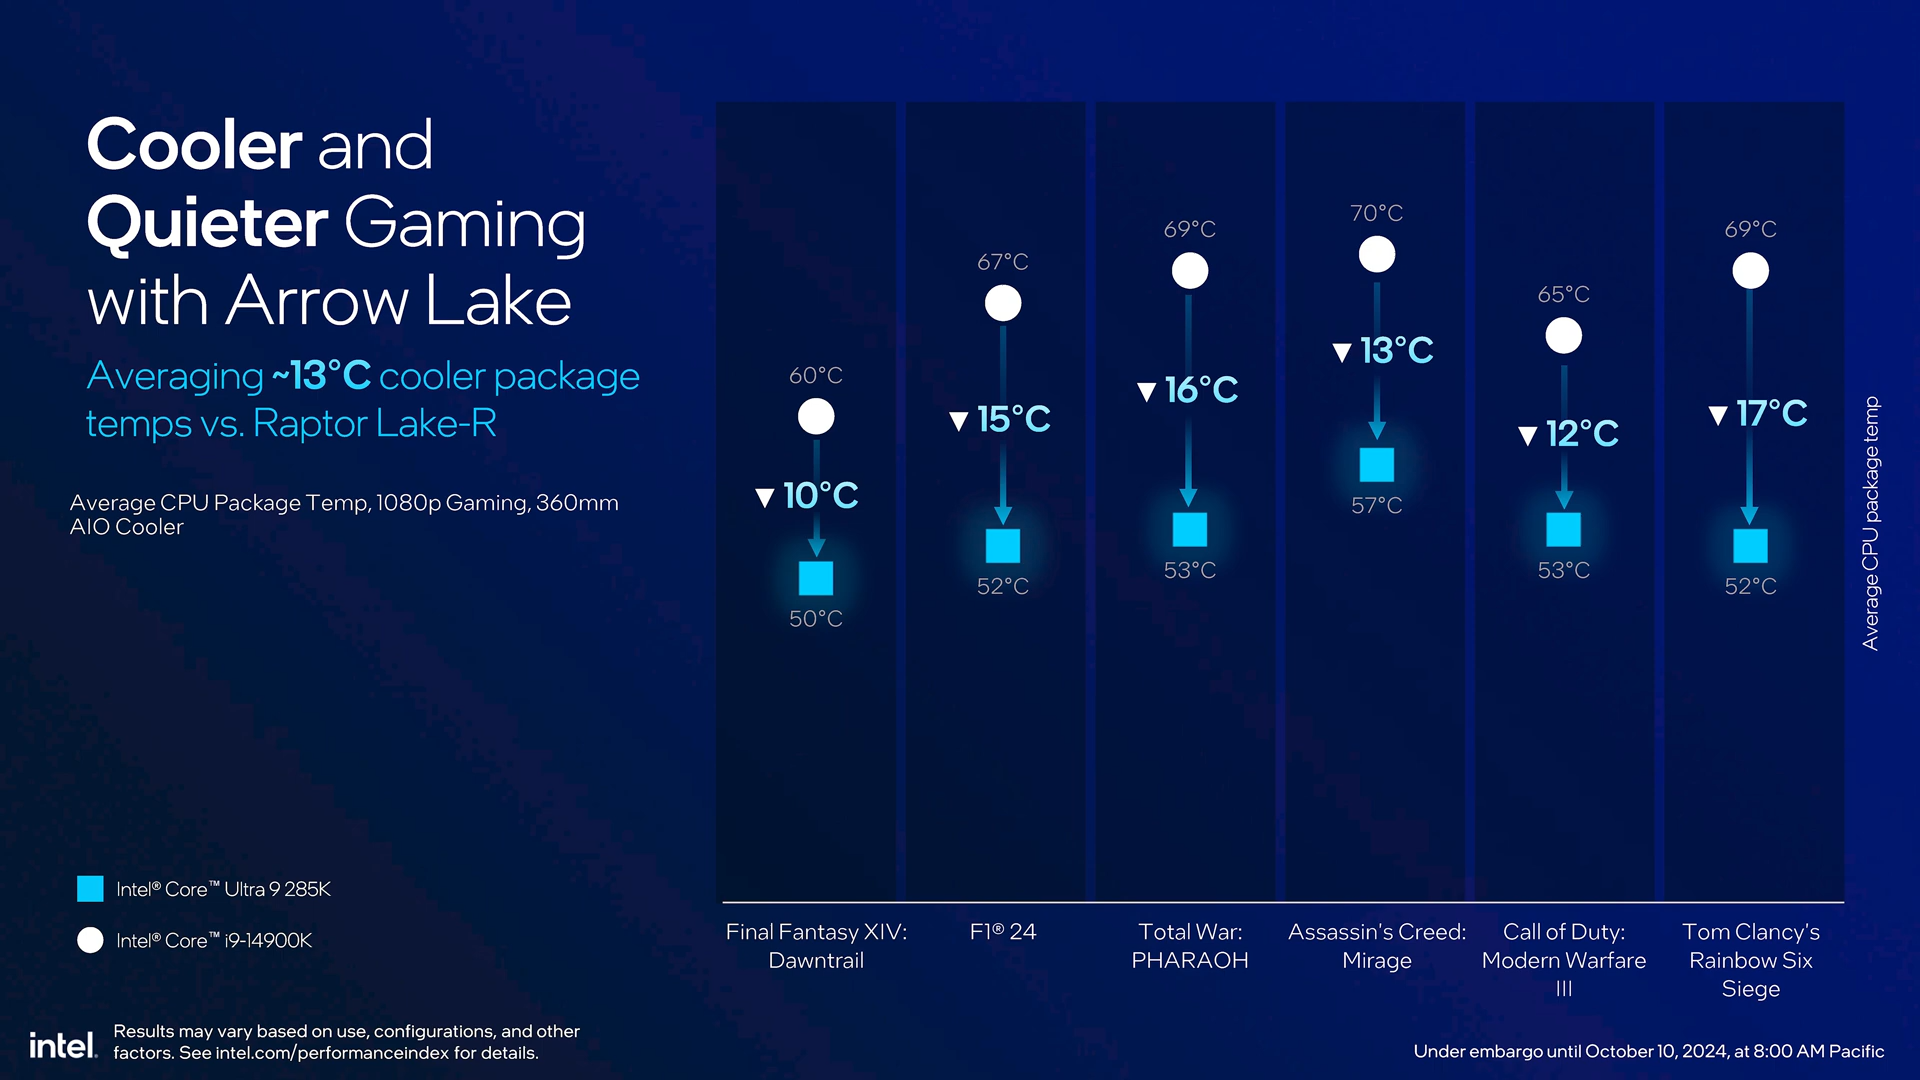 Cooler and
Quieter Gaming
with Arrow Lake
Averaging ~13°C cooler package
temps vs. Raptor Lake-R
Average CPU Package Temp, 1080p Gaming, 360mm
AIO Cooler
Intel® Core™ Ultra 9 285K
Intel® Core™ i9-14900K
60°C
▼ 10°C
50°C
67°C
▼ 15°C
52°C
69°C
▼ 16°C
53°C
70°C
▼ 13°C
57°C
65°C
▼ 12°C
53°C
69°C
▼ 17°C
52°C
Average CPU package temp
Final Fantasy XIV:
Dawntrail
F1® 24
Total War:
PHARAOH
Assassin's Creed:
Mirage
Call of Duty:
Modern Warfare
III
Tom Clancy's
Rainbow Six
Siege
intel.
Results may vary based on use, configurations, and other
factors. See intel.com/performanceindex for details.
Under embargo until October 10, 2024, at 8:00 AM Pacific